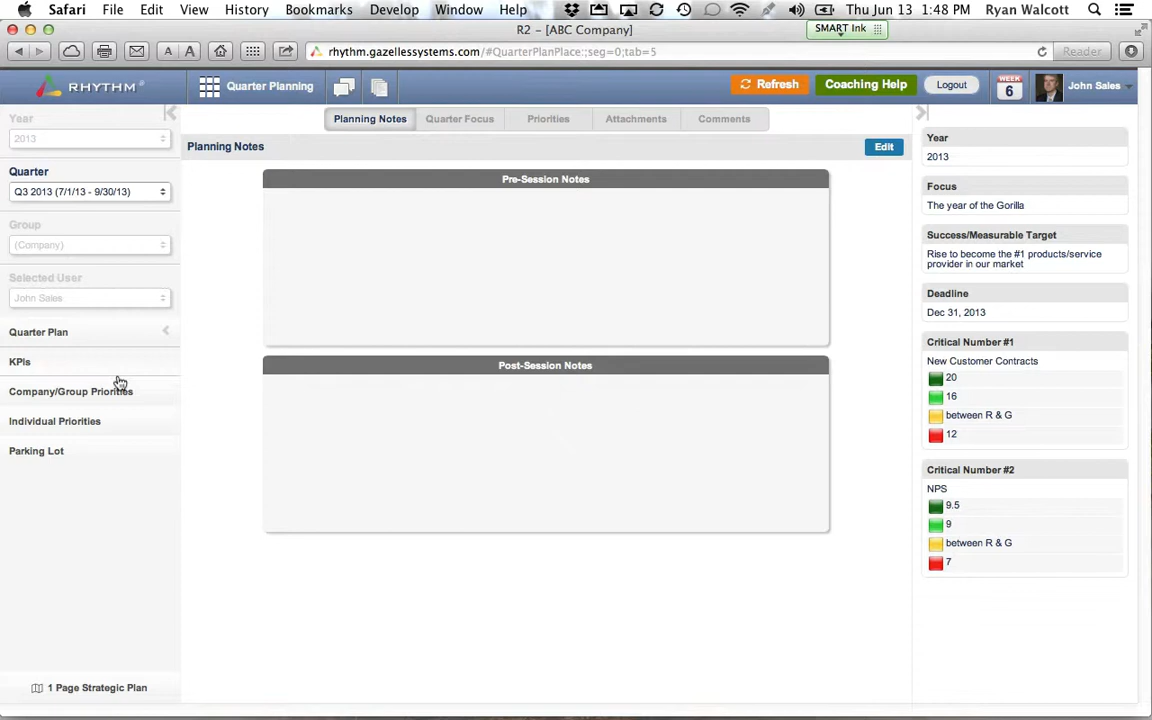 Safari File Edit View History Bookmarks Develop Window Help Thu Jun 13 1:48 PM Ryan Walcott
R2 – [ABC Company]
SMART Ink
A A rhythm.gazellessystems.com/#QuarterPlanPlace:;seg=0;tab=5 Reader
RHYTHM® Quarter Planning Refresh Coaching Help Logout WEEK 6 John Sales
Year
2013
Quarter
Q3 2013 (7/1/13 - 9/30/13)
Group
(Company)
Selected User
John Sales
Quarter Plan
KPIs
Company/Group Priorities
Individual Priorities
Parking Lot
1 Page Strategic Plan
Planning Notes Quarter Focus Priorities Attachments Comments
Planning Notes Edit
Pre-Session Notes
Post-Session Notes
Year
2013
Focus
The year of the Gorilla
Success/Measurable Target
Rise to become the #1 products/service
provider in our market
Deadline
Dec 31, 2013
Critical Number #1
New Customer Contracts
20
16
between R & G
12
Critical Number #2
NPS
9.5
9
between R & G
7